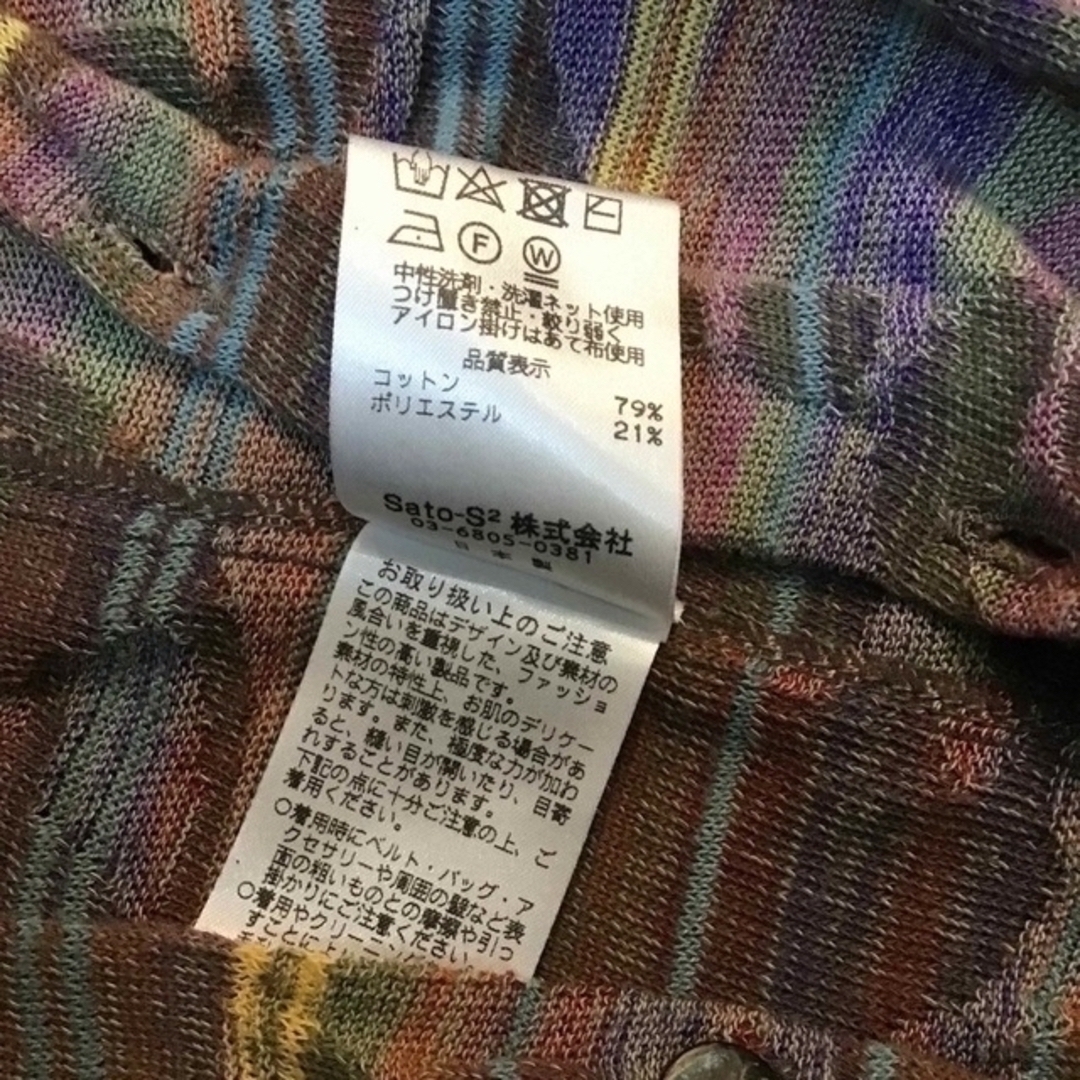 F W
中性洗剤・洗濯ネット使用
つけ置き禁止・絞り弱く
アイロン掛けはあて布使用
品質表示
コットン 79%
ポリエステル 21%
Sato-S² 株式会社
03-6805-0381
日本製
お取り扱い上のご注意
この商品はデザイン及び素材の
風合いを重視した、ファッショ
ン性の高い製品です。
素材の特性上、お肌のデリケー
トな方は刺激を感じる場合があ
ります。また、極度な力が加わ
ると、縫い目が開いたり、目寄
れすることがあります。
下記の点に十分ご注意の上、ご
着用ください。
○着用時にベルト・バッグ・ア
クセサリーや周囲の壁など表
面の粗いものとの摩擦や引っ
掛かりにご注意ください。
○着用やクリーニング
すことに